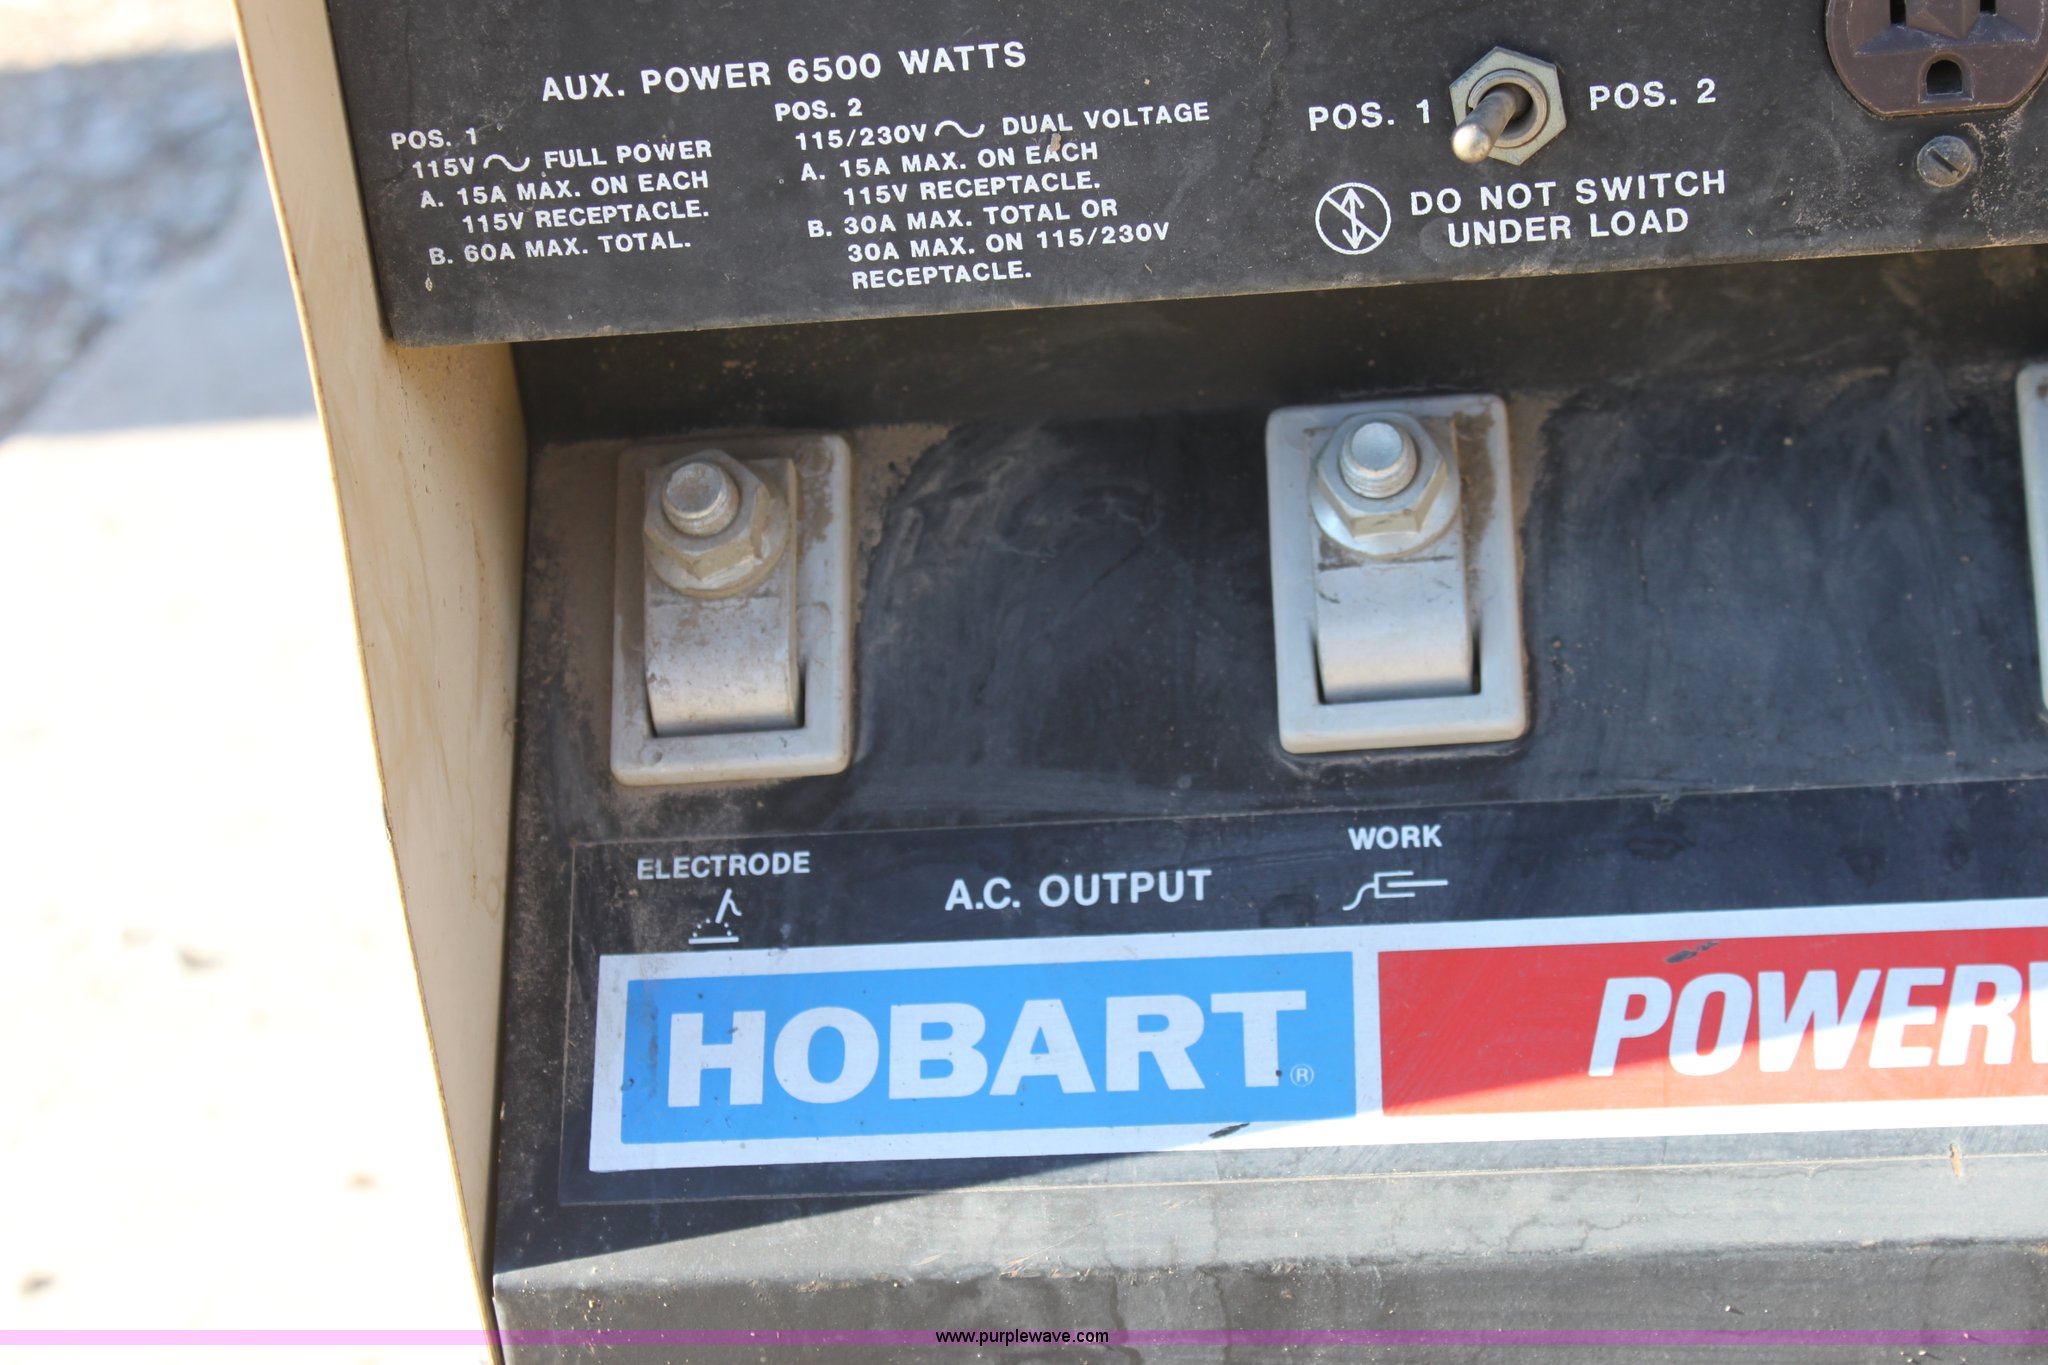 AUX. POWER 6500 WATTS
POS. 1
115V FULL POWER
A. 15A MAX. ON EACH
115V RECEPTACLE.
B. 60A MAX. TOTAL.
POS. 2
115/230V DUAL VOLTAGE
A. 15A MAX. ON EACH
115V RECEPTACLE.
B. 30A MAX. TOTAL OR
30A MAX. ON 115/230V
RECEPTACLE.
POS. 1 POS. 2
DO NOT SWITCH
UNDER LOAD
ELECTRODE
A.C. OUTPUT
WORK
HOBART®
POWER
www.purplewave.com